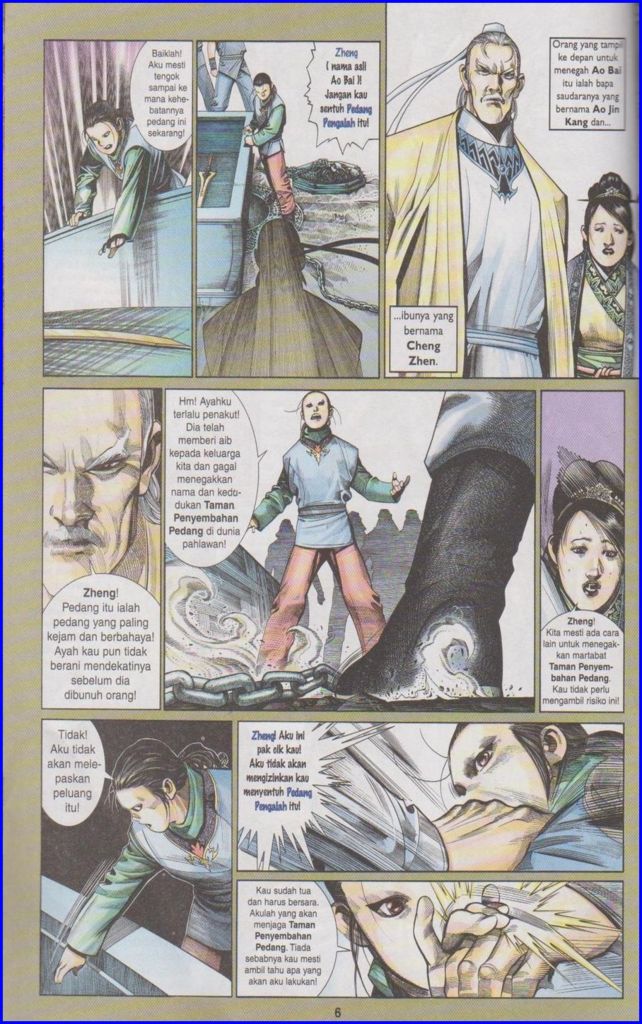 Baiklah!
Aku mesti
tengok
sampai ke
mana kehe-
batannya
pedang ini
sekarang!
Zheng
( nama asli
Ao Bai )!
Jangan kau
sentuh Pedang
Pengalah itu!
Orang yang tampil
ke depan untuk
menegah Ao Bai
itu ialah bapa
saudaranya yang
bernama Ao Jin
Kang dan...
...ibunya yang
bernama
Cheng
Zhen.
Zheng!
Pedang itu ialah
pedang yang paling
kejam dan berbahaya!
Ayah kau pun tidak
berani mendekatinya
sebelum dia
dibunuh orang!
Hm! Ayahku
terlalu penakut!
Dia telah
memberi aib
kepada keluarga
kita dan gagal
menegakkan
nama dan kedu-
dukan Taman
Penyembahan
Pedang di dunia
pahlawan!
Zheng!
Kita mesti ada cara
lain untuk menegak-
kan martabat
Taman Penyem-
bahan Pedang.
Kau tidak perlu
mengambil risiko ini!
Tidak!
Aku tidak
akan mele-
paskan
peluang
itu!
Zheng! Aku ini
pak cik kau!
Aku tidak akan
mengizinkan kau
menyentuh Pedang
Pengalah itu!
Kau sudah tua
dan harus bersara.
Akulah yang akan
menjaga Taman
Penyembahan
Pedang. Tiada
sebabnya kau mesti
ambil tahu apa yang
akan aku lakukan!
6